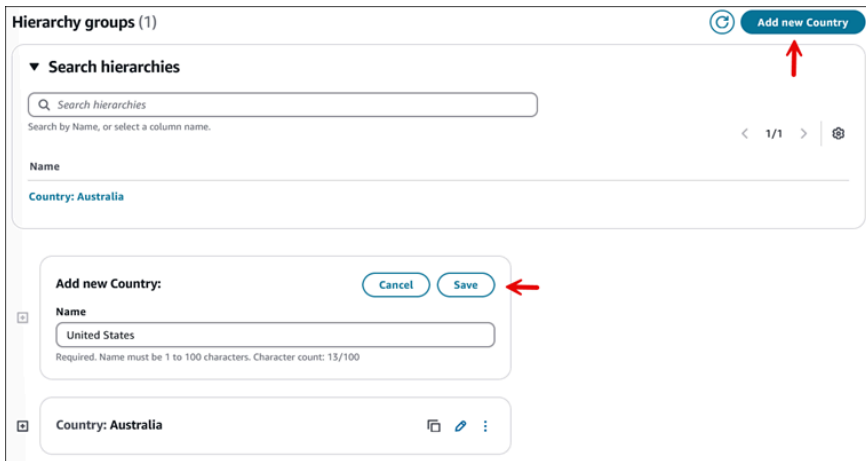 Hierarchy groups (1)
Add new Country
Search hierarchies
Search hierarchies
Search by Name, or select a column name.
1/1
Name
Country: Australia
Add new Country:
Cancel
Save
Name
United States
Required. Name must be 1 to 100 characters. Character count: 13/100
Country: Australia